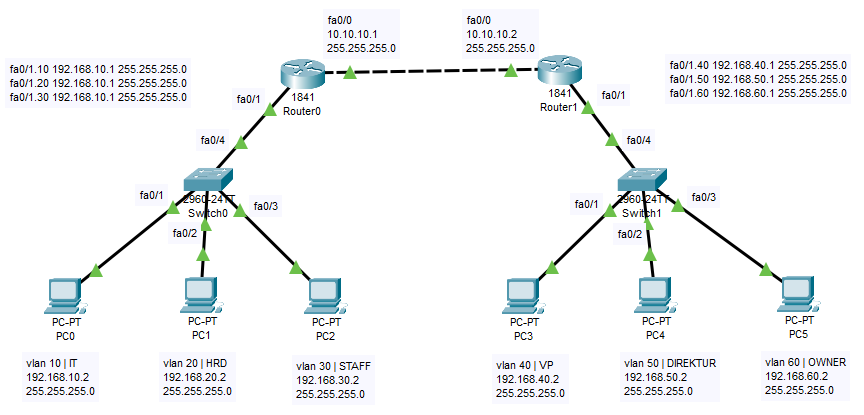 fa0/0
10.10.10.1
255.255.255.0
fa0/0
10.10.10.2
255.255.255.0
fa0/1.10 192.168.10.1 255.255.255.0
fa0/1.20 192.168.10.1 255.255.255.0
fa0/1.30 192.168.10.1 255.255.255.0
fa0/1.40 192.168.40.1 255.255.255.0
fa0/1.50 192.168.50.1 255.255.255.0
fa0/1.60 192.168.60.1 255.255.255.0
1841
Router0
1841
Router1
fa0/1
fa0/1
fa0/4
fa0/4
2960-24TT
Switch0
2960-24TT
Switch1
fa0/1
fa0/2
fa0/3
fa0/1
fa0/2
fa0/3
PC-PT
PC0
PC-PT
PC1
PC-PT
PC2
PC-PT
PC3
PC-PT
PC4
PC-PT
PC5
vlan 10 | IT
192.168.10.2
255.255.255.0
vlan 20 | HRD
192.168.20.2
255.255.255.0
vlan 30 | STAFF
192.168.30.2
255.255.255.0
vlan 40 | VP
192.168.40.2
255.255.255.0
vlan 50 | DIREKTUR
192.168.50.2
255.255.255.0
vlan 60 | OWNER
192.168.60.2
255.255.255.0